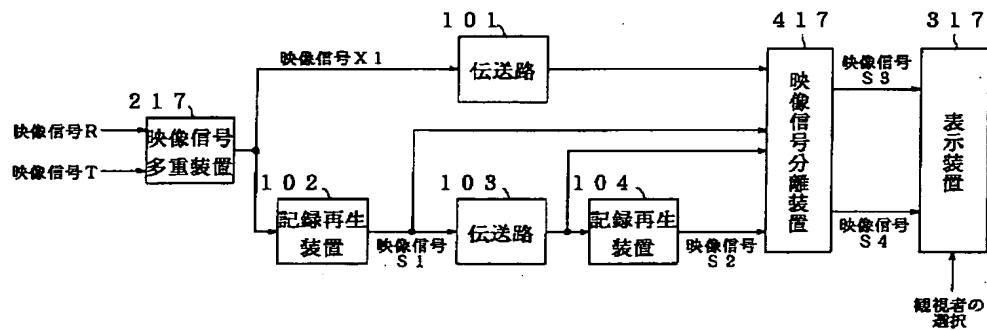 １０１
４１７
３１７
映像信号Ｘ１
伝送路
映像信号
Ｓ３
２１７
映像信号Ｒ
映像信号Ｔ
映像信号
多重装置
映像信号分離装置
表示装置
１０２
１０３
１０４
記録再生
装置
映像信号
Ｓ１
伝送路
記録再生
装置
映像信号
Ｓ２
映像信号
Ｓ４
観視者の
選択